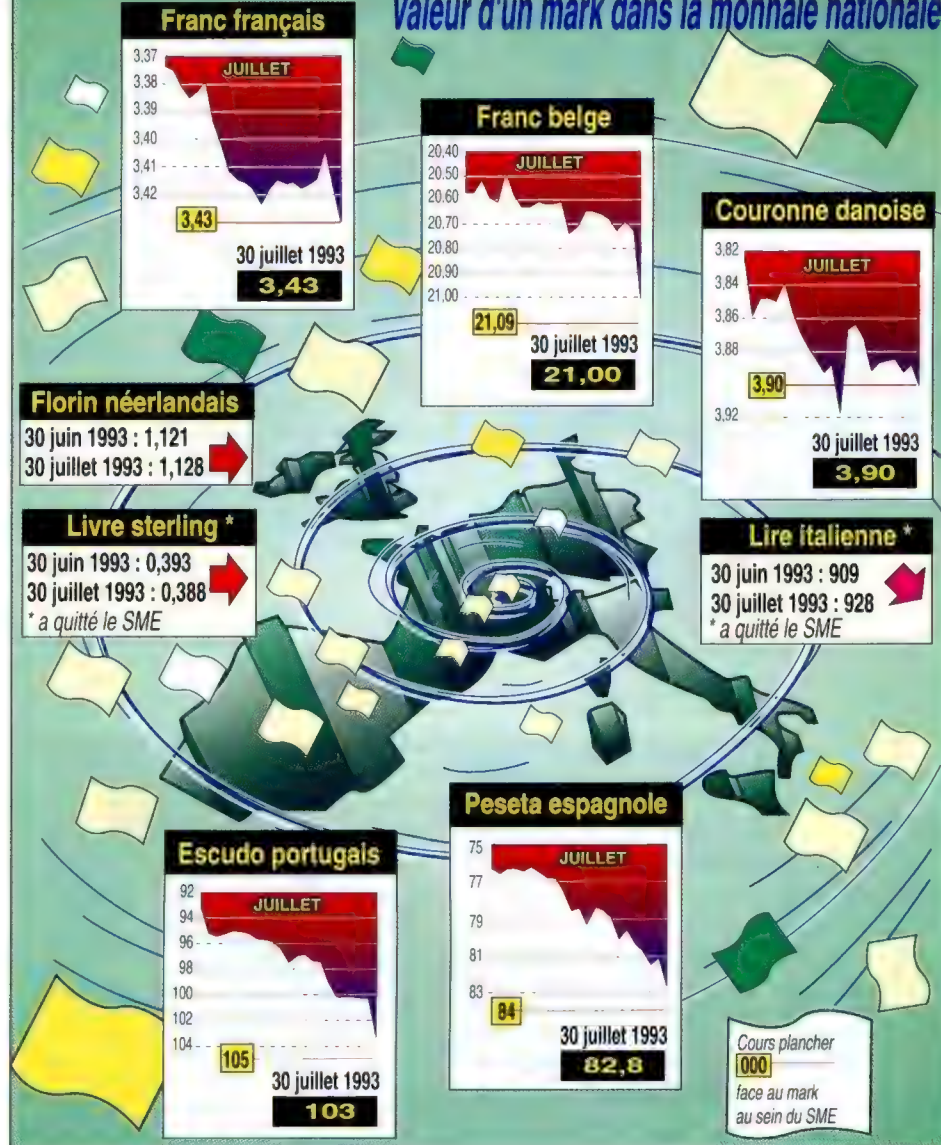 Valeur d'un mark dans la monnaie nationale
Franc français
JUILLET
3,37
3,38
3,39
3,40
3,41
3,42
3,43
30 juillet 1993
3,43
Franc belge
JUILLET
20,40
20.50
20.60
20.70
20.80
20.90
21,00
21,09
30 juillet 1993
21,00
Couronne danoise
JUILLET
3,82
3,84
3,86
3,88
3,90
3,92
30 juillet 1993
3,90
Florin néerlandais
30 juin 1993 : 1,121
30 juillet 1993 : 1,128
Livre sterling *
30 juin 1993 : 0,393
30 juillet 1993 : 0,388
* a quitté le SME
Lire italienne *
30 juin 1993 : 909
30 juillet 1993 : 928
* a quitté le SME
Escudo portugais
JUILLET
92
94
96
98
100
102
104
105
30 juillet 1993
103
Peseta espagnole
JUILLET
75
77
79
81
83
84
30 juillet 1993
82,8
Cours plancher
000
face au mark
au sein du SME